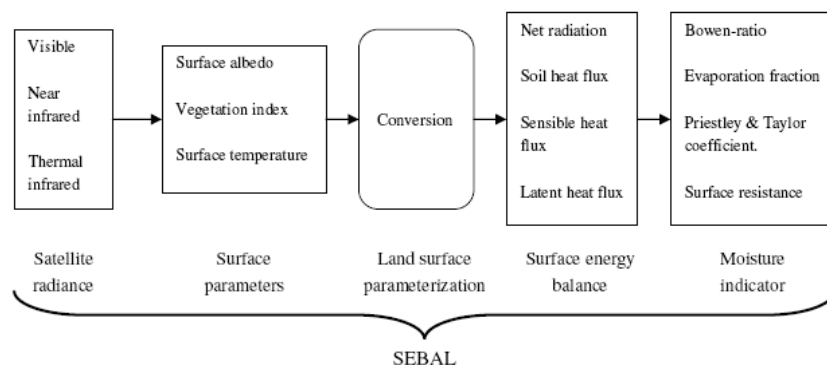 Visible
Near
infrared
Thermal
infrared
Surface albedo
Vegetation index
Surface temperature
Conversion
Net radiation
Soil heat flux
Sensible heat
flux
Latent heat flux
Bowen-ratio
Evaporation fraction
Priestley & Taylor
coefficient.
Surface resistance
Satellite
radiance
Surface
parameters
Land surface
parameterization
Surface energy
balance
Moisture
indicator
SEBAL